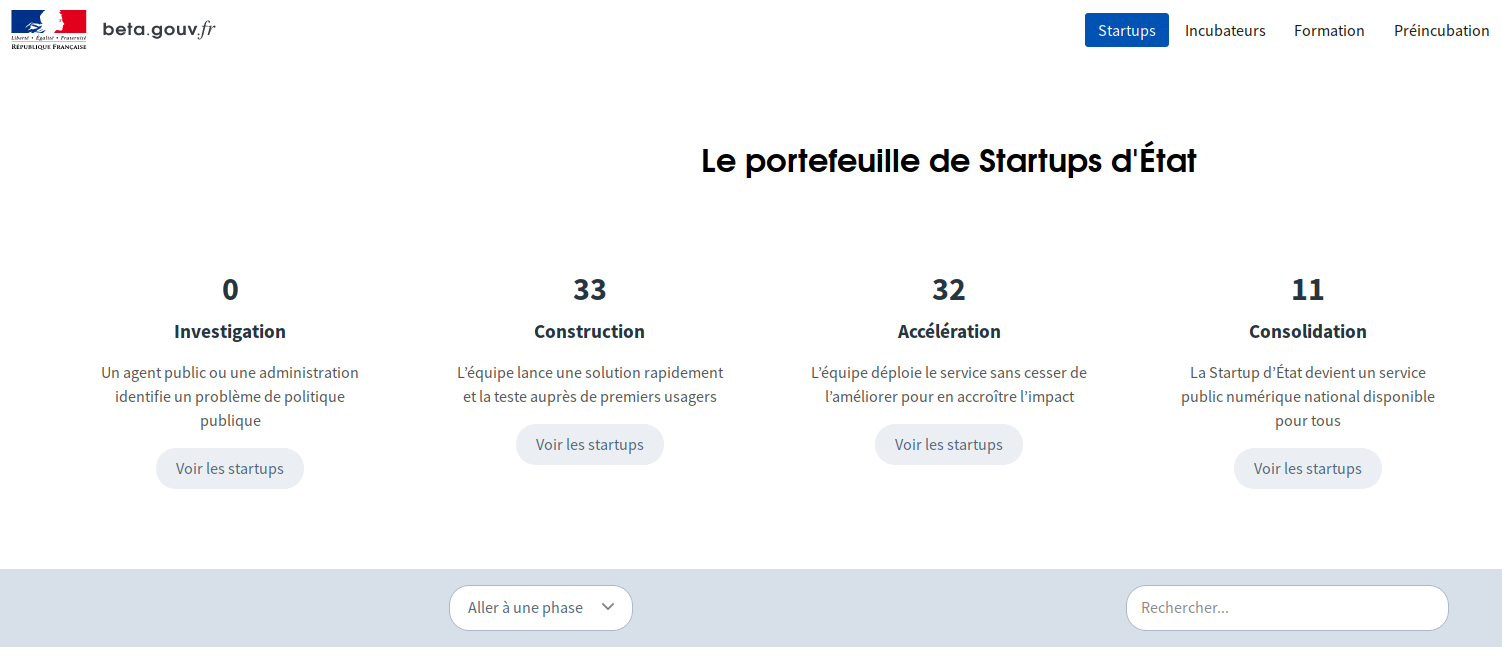 Liberté • Égalité • Fraternité
RÉPUBLIQUE FRANÇAISE
beta.gouv.fr
Startups
Incubateurs
Formation
Préincubation
Le portefeuille de Startups d'État
0
Investigation
Un agent public ou une administration
identifie un problème de politique
publique
Voir les startups
33
Construction
L’équipe lance une solution rapidement
et la teste auprès de premiers usagers
Voir les startups
32
Accélération
L’équipe déploie le service sans cesser de
l’améliorer pour en accroître l’impact
Voir les startups
11
Consolidation
La Startup d’État devient un service
public numérique national disponible
pour tous
Voir les startups
Aller à une phase
Rechercher...